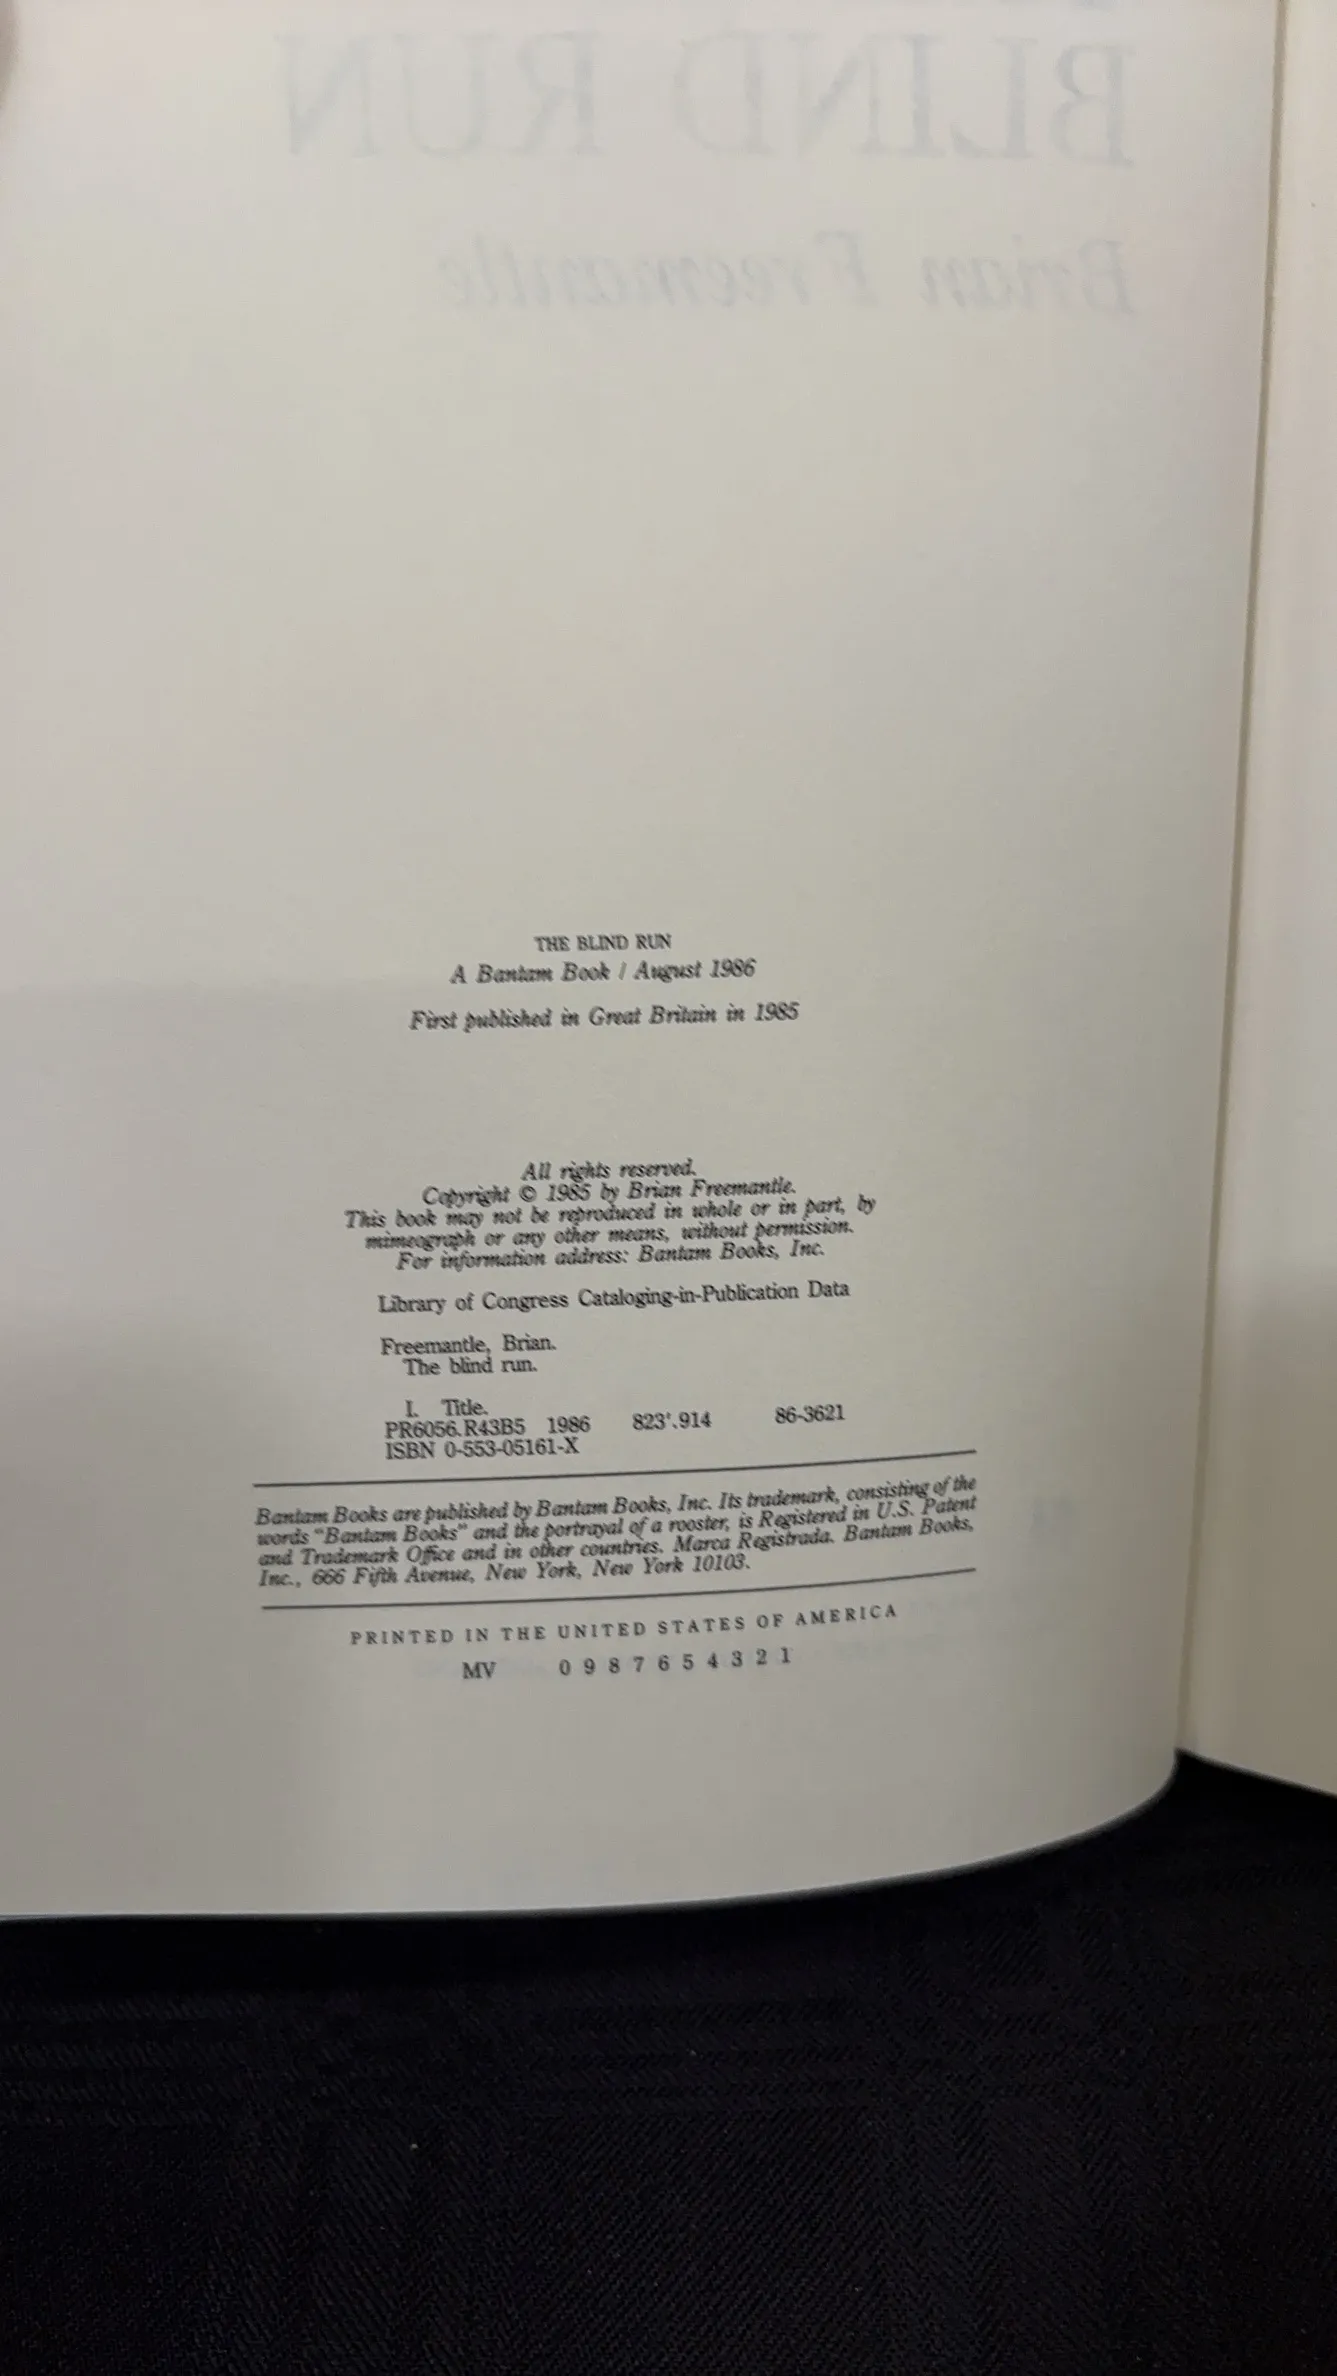 BLIND RUN
Brian Freemantle
THE BLIND RUN
A Bantam Book / August 1986
First published in Great Britain in 1985
All rights reserved.
Copyright © 1985 by Brian Freemantle.
This book may not be reproduced in whole or in part, by
mimeograph or any other means, without permission.
For information address: Bantam Books, Inc.
Library of Congress Cataloging-in-Publication Data
Freemantle, Brian.
The blind run.
I. Title.
PR6056.R43B5 1986 823'.914 86-3621
ISBN 0-553-05161-X
Bantam Books are published by Bantam Books, Inc. Its trademark, consisting of the
words "Bantam Books" and the portrayal of a rooster, is Registered in U.S. Patent
and Trademark Office and in other countries. Marca Registrada. Bantam Books,
Inc., 666 Fifth Avenue, New York, New York 10103.
PRINTED IN THE UNITED STATES OF AMERICA
MV 0 9 8 7 6 5 4 3 2 1